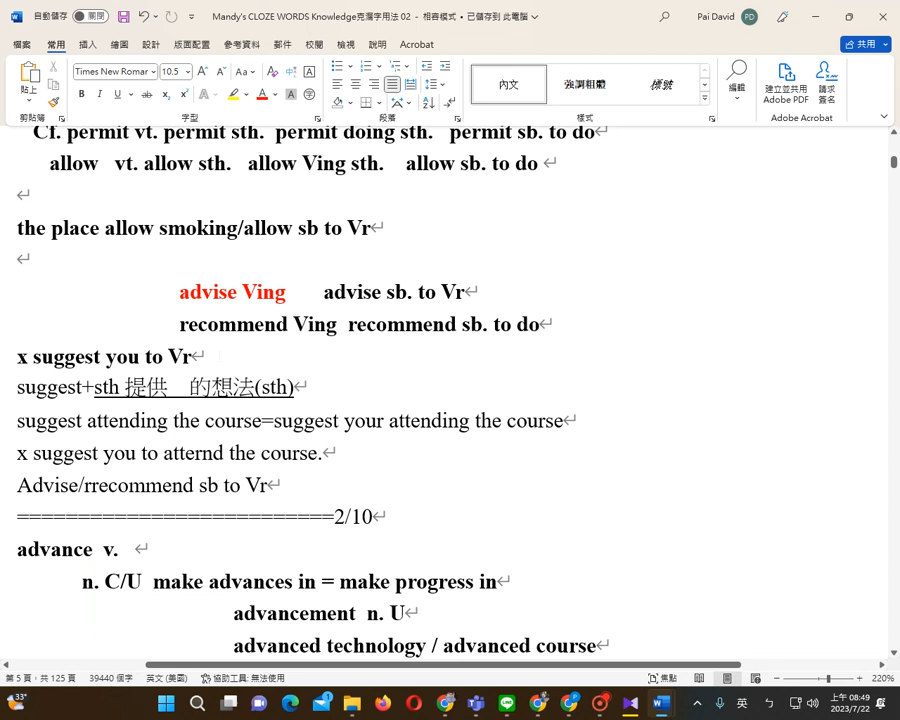 自動儲存 關閉 Mandy's CLOZE WORDS Knowledge克漏字用法 02 - 相容模式 • 已儲存到 此電腦 Pai David PD
檔案 常用 插入 繪圖 設計 版面配置 參考資料 郵件 校閱 檢視 說明 Acrobat 共用
貼上 Times New Romar 10.5 內文 強調粗體 標號 編輯 建立並共用 Adobe PDF 請求簽名
剪貼簿 字型 段落 樣式 Adobe Acrobat
Cf. permit vt. permit sth. permit doing sth. permit sb. to do
allow vt. allow sth. allow Ving sth. allow sb. to do
the place allow smoking/allow sb to Vr
advise Ving advise sb. to Vr
recommend Ving recommend sb. to do
x suggest you to Vr
suggest+sth 提供 的想法(sth)
suggest attending the course=suggest your attending the course
x suggest you to atternd the course.
Advise/rrecommend sb to Vr
==========================2/10
advance v.
n. C/U make advances in = make progress in
advancement n. U
advanced technology / advanced course
第 5 頁，共 125 頁 39440 個字 英文 (美國) 協助工具: 無法使用 焦點 220%
33° 英 上午 08:49
2023/7/22